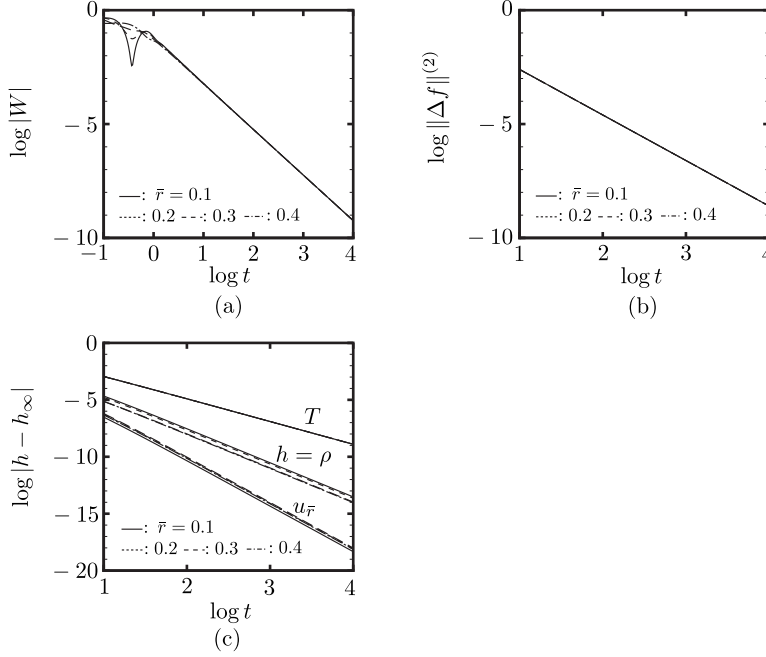 0
− 5
− 10
log |W|
—: r̄ = 0.1
----: 0.2 ---: 0.3 -·-: 0.4
−1 0 1 2 3 4
log t
(a)
0
− 5
− 10
log ‖Δf‖⁽²⁾
—: r̄ = 0.1
----: 0.2 ---: 0.3 -·-: 0.4
1 2 3 4
log t
(b)
0
− 5
− 10
− 15
− 20
log |h − h∞|
T
h = ρ
u_r̄
—: r̄ = 0.1
----: 0.2 ---: 0.3 -·-: 0.4
1 2 3 4
log t
(c)